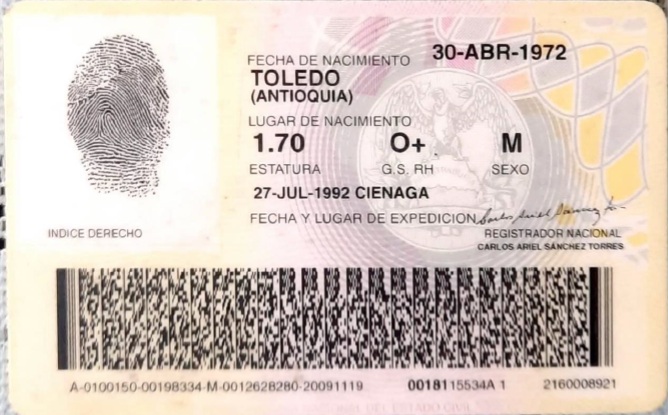 FECHA DE NACIMIENTO 30-ABR-1972
TOLEDO
(ANTIOQUIA)
LUGAR DE NACIMIENTO
1.70 O+ M
ESTATURA G.S. RH SEXO
27-JUL-1992 CIENAGA
FECHA Y LUGAR DE EXPEDICION
INDICE DERECHO
REGISTRADOR NACIONAL
CARLOS ARIEL SÁNCHEZ TORRES
A-0100150-00198334-M-0012628280-20091119 0018115534A 1 2160008921